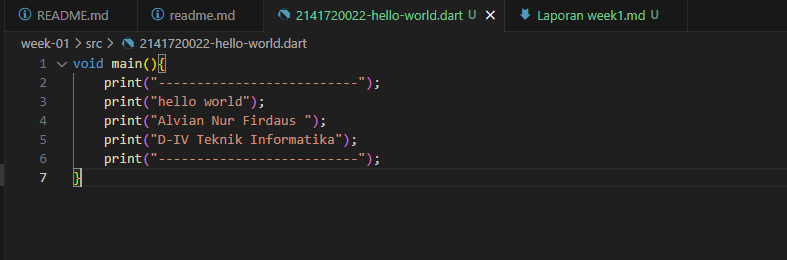 README.md readme.md 2141720022-hello-world.dart U Laporan week1.md U
week-01 > src > 2141720022-hello-world.dart
1 void main(){
2 print("--------------------------");
3 print("hello world");
4 print("Alvian Nur Firdaus ");
5 print("D-IV Teknik Informatika");
6 print("--------------------------");
7 }